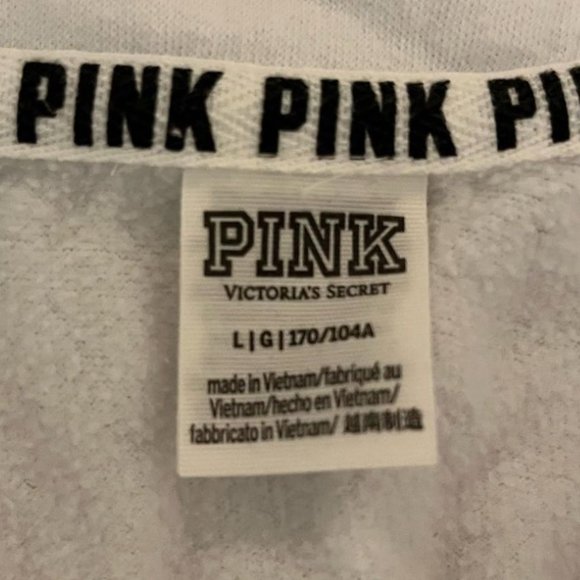 PINK PINK PI
PINK
VICTORIA'S SECRET
L|G|170/104A
made in Vietnam/fabriqué au
Vietnam/hecho en Vietnam/
fabbricato in Vietnam/ 越南制造